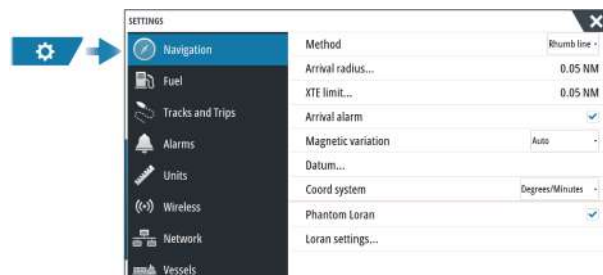 SETTINGS
Navigation
Fuel
Tracks and Trips
Alarms
Units
Wireless
Network
Vessels
Method Rhumb line
Arrival radius... 0.05 NM
XTE limit... 0.05 NM
Arrival alarm
Magnetic variation Auto
Datum...
Coord system Degrees/Minutes
Phantom Loran
Loran settings...